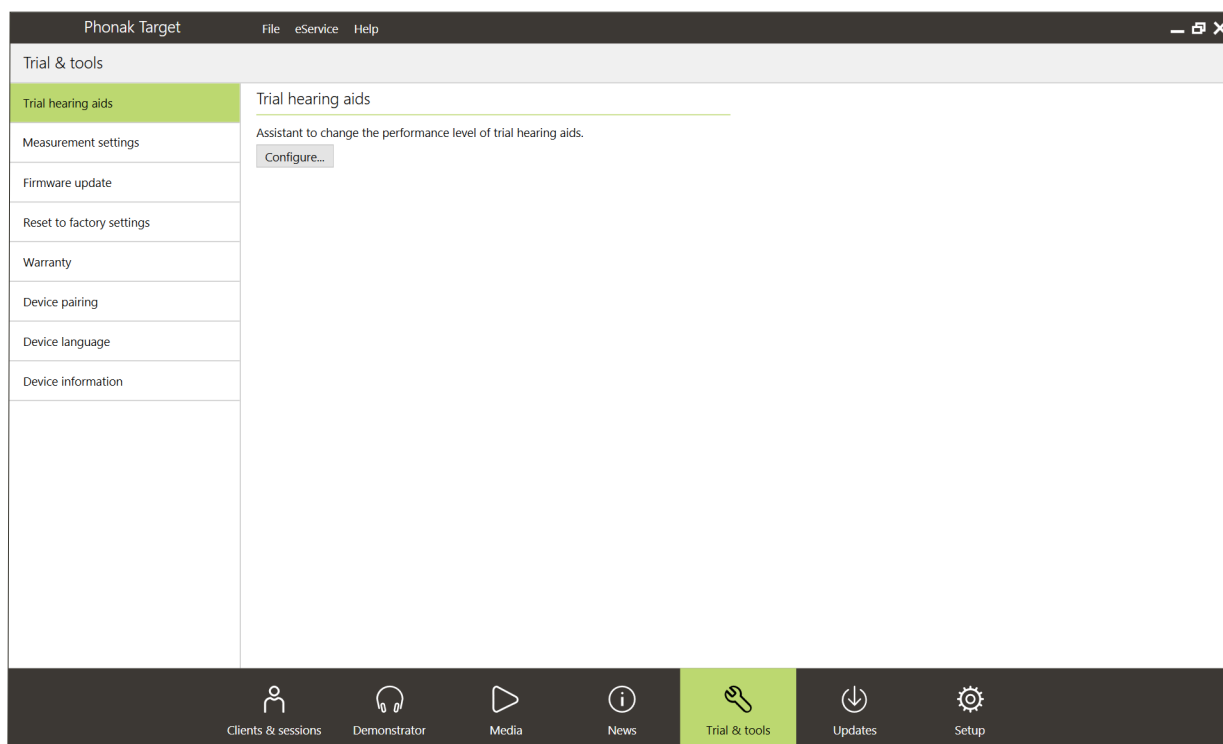 Phonak Target
File eService Help
Trial & tools
Trial hearing aids
Measurement settings
Firmware update
Reset to factory settings
Warranty
Device pairing
Device language
Device information
Trial hearing aids
Assistant to change the performance level of trial hearing aids.
Configure...
Clients & sessions
Demonstrator
Media
News
Trial & tools
Updates
Setup